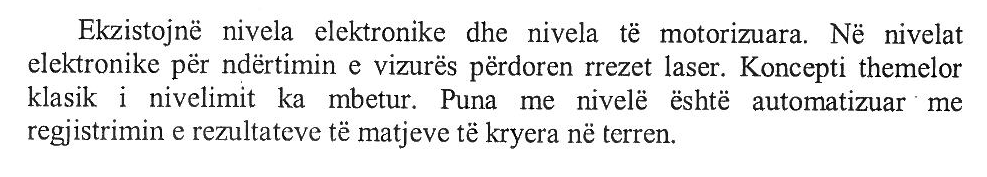 Ekzistojnë nivela elektronike dhe nivela të motorizuara. Në nivelat
elektronike për ndërtimin e vizurës përdoren rrezet laser. Koncepti themelor
klasik i nivelimit ka mbetur. Puna me nivelë është automatizuar me
regjistrimin e rezultateve të matjeve të kryera në terren.